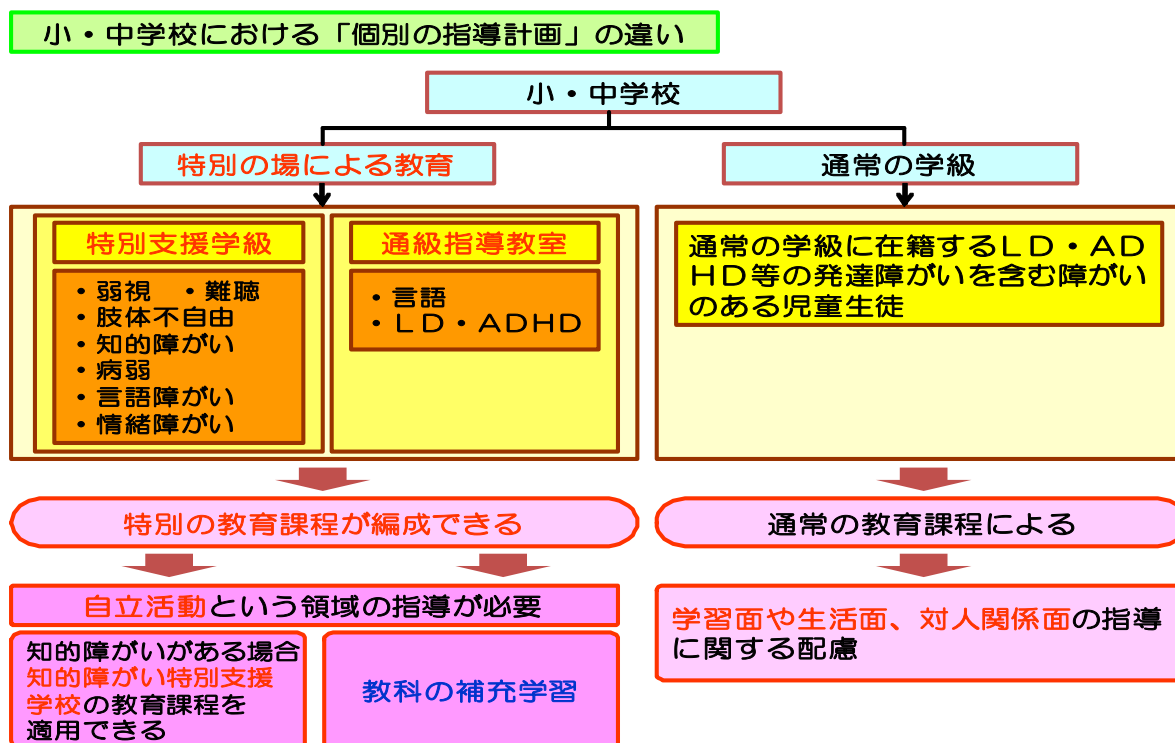 小・中学校における「個別の指導計画」の違い
小・中学校
特別の場による教育
通常の学級
特別支援学級
・弱視　・難聴
・肢体不自由
・知的障がい
・病弱
・言語障がい
・情緒障がい
通級指導教室
・言語
・ＬＤ・ＡＤＨＤ
通常の学級に在籍するＬＤ・ＡＤ
ＨＤ等の発達障がいを含む障がい
のある児童生徒
特別の教育課程が編成できる
通常の教育課程による
自立活動という領域の指導が必要
知的障がいがある場合
知的障がい特別支援
学校の教育課程を
適用できる
教科の補充学習
学習面や生活面、対人関係面の指導
に関する配慮